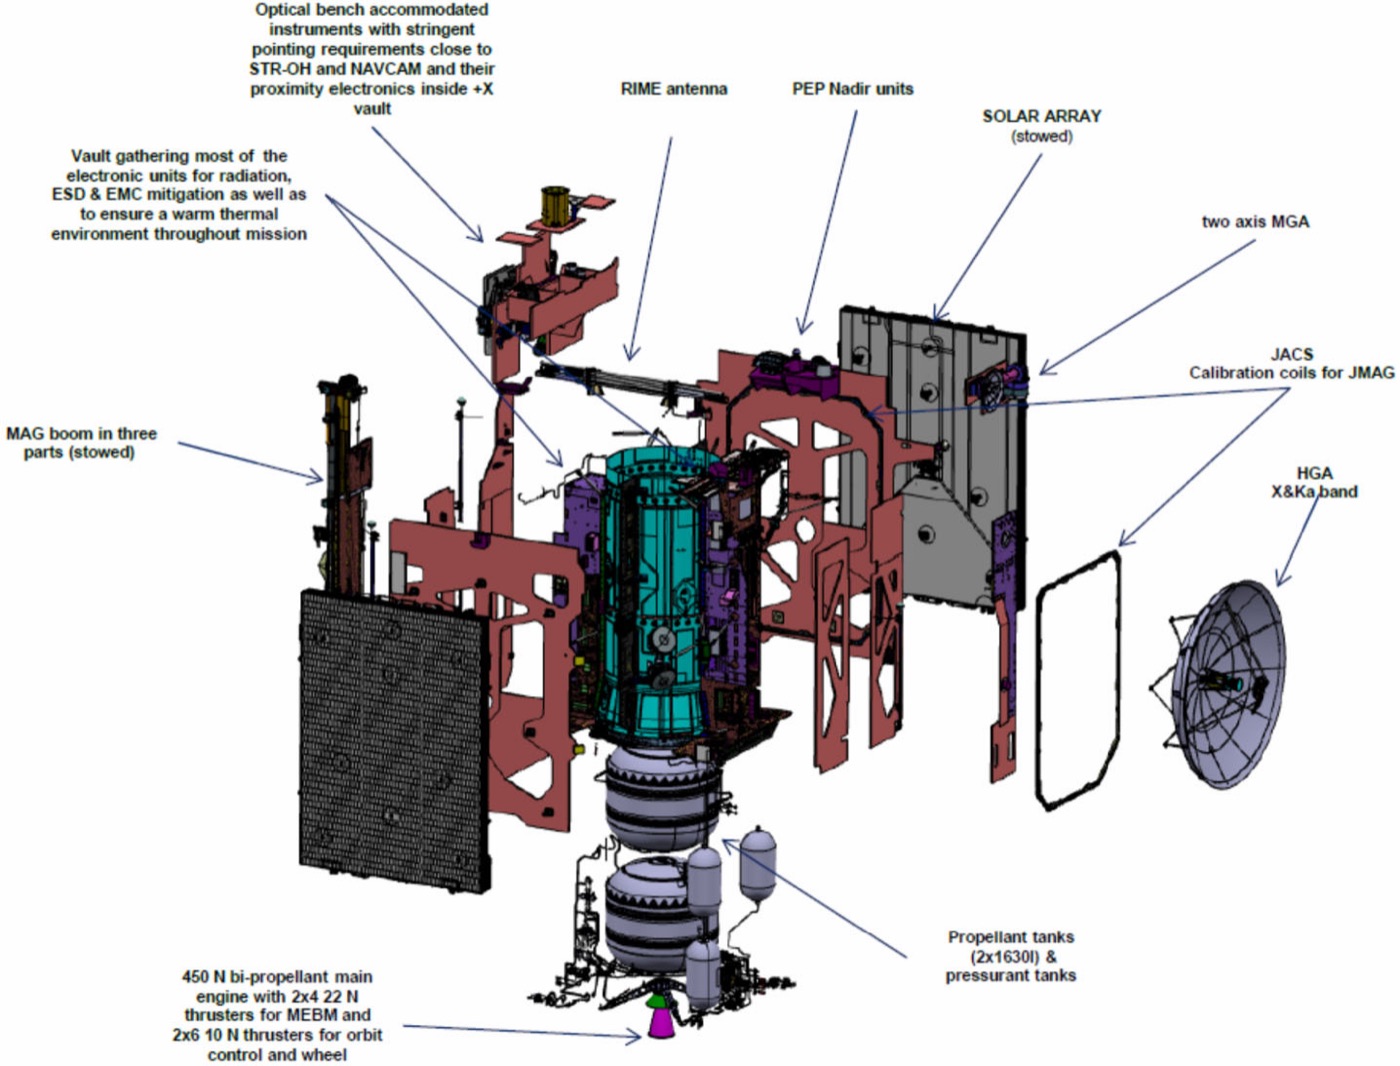 Optical bench accommodated
instruments with stringent
pointing requirements close to
STR-OH and NAVCAM and their
proximity electronics inside +X
vault
RIME antenna
PEP Nadir units
SOLAR ARRAY
(stowed)
Vault gathering most of the
electronic units for radiation,
ESD & EMC mitigation as well as
to ensure a warm thermal
environment throughout mission
two axis MGA
JACS
Calibration coils for JMAG
MAG boom in three
parts (stowed)
HGA
X&Ka band
Propellant tanks
(2x1630l) &
pressurant tanks
450 N bi-propellant main
engine with 2x4 22 N
thrusters for MEBM and
2x6 10 N thrusters for orbit
control and wheel